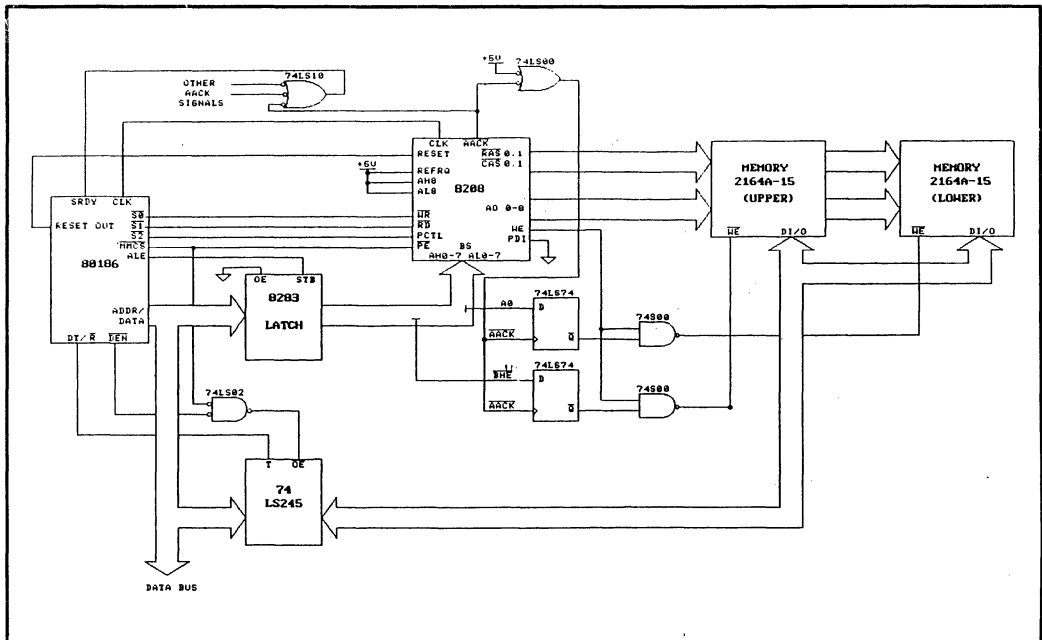 +5V
74LS00
74LS10
OTHER
AACK
SIGNALS
CLK AACK
RESET
RAS 0.1
CAS 0.1
+5V
REFRQ
AH8
AL8
8208
AO 0-8
WR
RD
PCTL
PE
WE
PDI
BS
AH0-7 AL0-7
MEMORY
2164A-15
(UPPER)
WE DI/O
MEMORY
2164A-15
(LOWER)
WE DI/O
SRDY CLK
RESET OUT
S0
S1
S2
MMCS
ALE
80186
ADDR/
DATA
DT/R DEN
OE STB
8283
LATCH
74LS74
A0 D
AACK Q
74S00
74LS74
BHE D
AACK Q
74S00
74LS02
T OE
74
LS245
DATA BUS